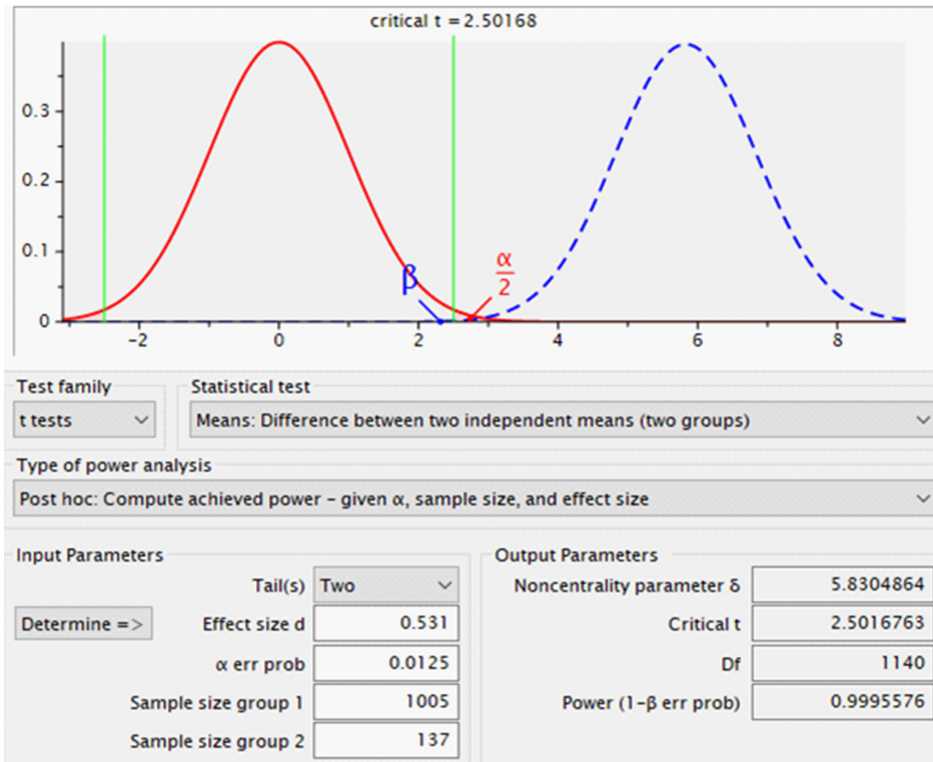 critical t = 2.50168
0.3
0.2
0.1
0
β
α
2
-2 0 2 4 6 8
Test family Statistical test
t tests Means: Difference between two independent means (two groups)
Type of power analysis
Post hoc: Compute achieved power – given α, sample size, and effect size
Input Parameters Output Parameters
Tail(s) Two Noncentrality parameter δ 5.8304864
Determine => Effect size d 0.531 Critical t 2.5016763
α err prob 0.0125 Df 1140
Sample size group 1 1005 Power (1-β err prob) 0.9995576
Sample size group 2 137